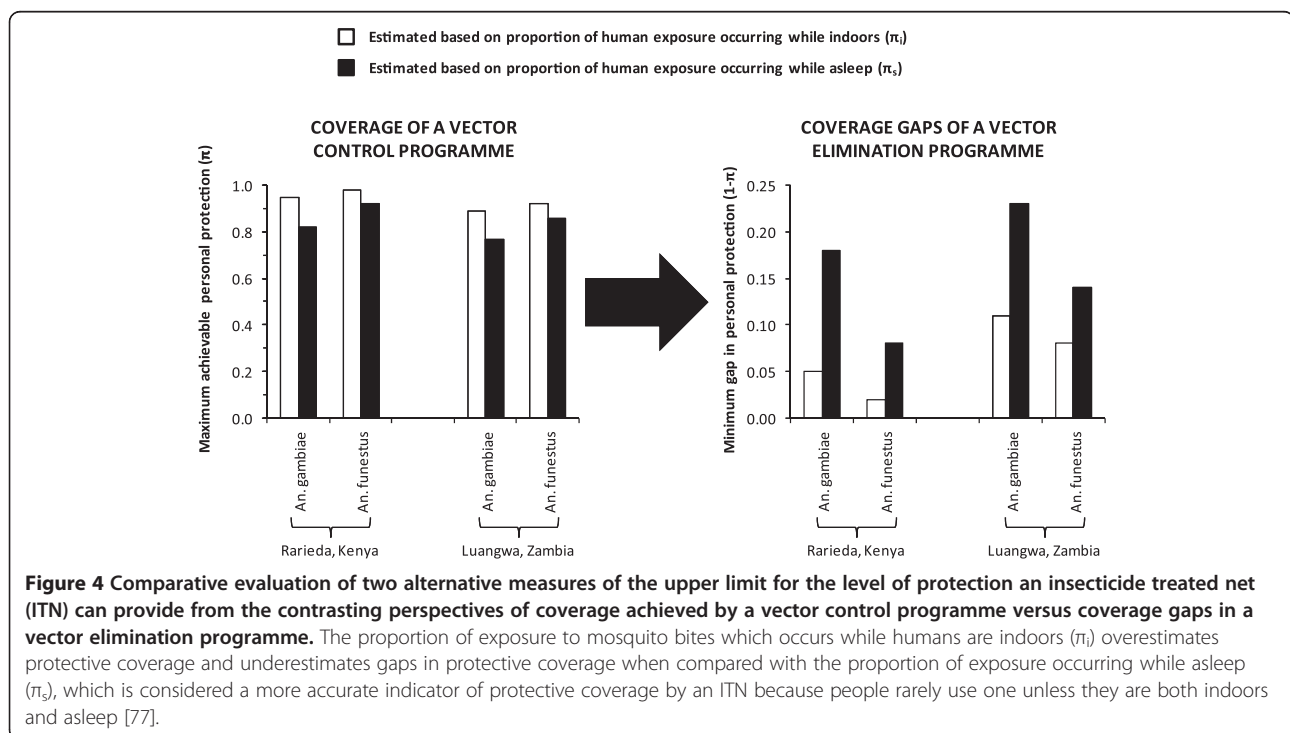 Estimated based on proportion of human exposure occurring while indoors (πi)
Estimated based on proportion of human exposure occurring while asleep (πs)
COVERAGE OF A VECTOR
CONTROL PROGRAMME
Maximum achievable personal protection (π)
1.0
0.8
0.6
0.4
0.2
0.0
An. gambiae
An. funestus
An. gambiae
An. funestus
Rarieda, Kenya
Luangwa, Zambia
COVERAGE GAPS OF A VECTOR
ELIMINATION PROGRAMME
Minimum gap in personal protection (1-π)
0.25
0.20
0.15
0.10
0.05
0.00
An. gambiae
An. funestus
An. gambiae
An. funestus
Rarieda, Kenya
Luangwa, Zambia
Figure 4 Comparative evaluation of two alternative measures of the upper limit for the level of protection an insecticide treated net
(ITN) can provide from the contrasting perspectives of coverage achieved by a vector control programme versus coverage gaps in a
vector elimination programme. The proportion of exposure to mosquito bites which occurs while humans are indoors (πi) overestimates
protective coverage and underestimates gaps in protective coverage when compared with the proportion of exposure occurring while asleep
(πs), which is considered a more accurate indicator of protective coverage by an ITN because people rarely use one unless they are both indoors
and asleep [77].